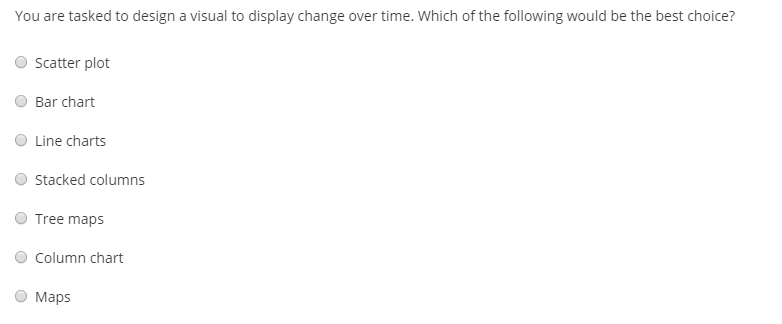 You are tasked to design a visual to display change over time. Which of the following would be the best choice?
Scatter plot
Bar chart
Line charts
Stacked columns
Tree maps
Column chart
Maps